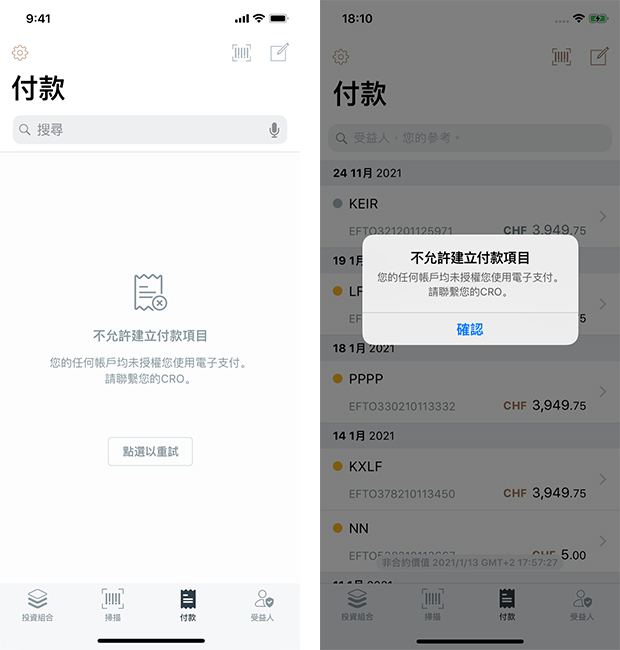 9:41
付款
搜尋
不允許建立付款項目
您的任何帳戶均未授權您使用電子支付。
請聯繫您的CRO。
點選以重試
投資組合
掃描
付款
受益人
18:10
付款
受益人，您的參考。
24 11月 2021
KEIR
EFTO321201125971
CHF 3,949.75
19 1月
LF
EF
5
不允許建立付款項目
您的任何帳戶均未授權您使用電子支付。
請聯繫您的CRO。
確認
18 1月 2021
PPPP
EFTO330210113332
CHF 3,949.75
14 1月 2021
KXLF
EFTO378210113450
CHF 3,949.75
NN
CHF 5.00
非合約價值 2021/1/13 GMT+2 17:57:27
11 1月 2021
投資組合
掃描
付款
受益人